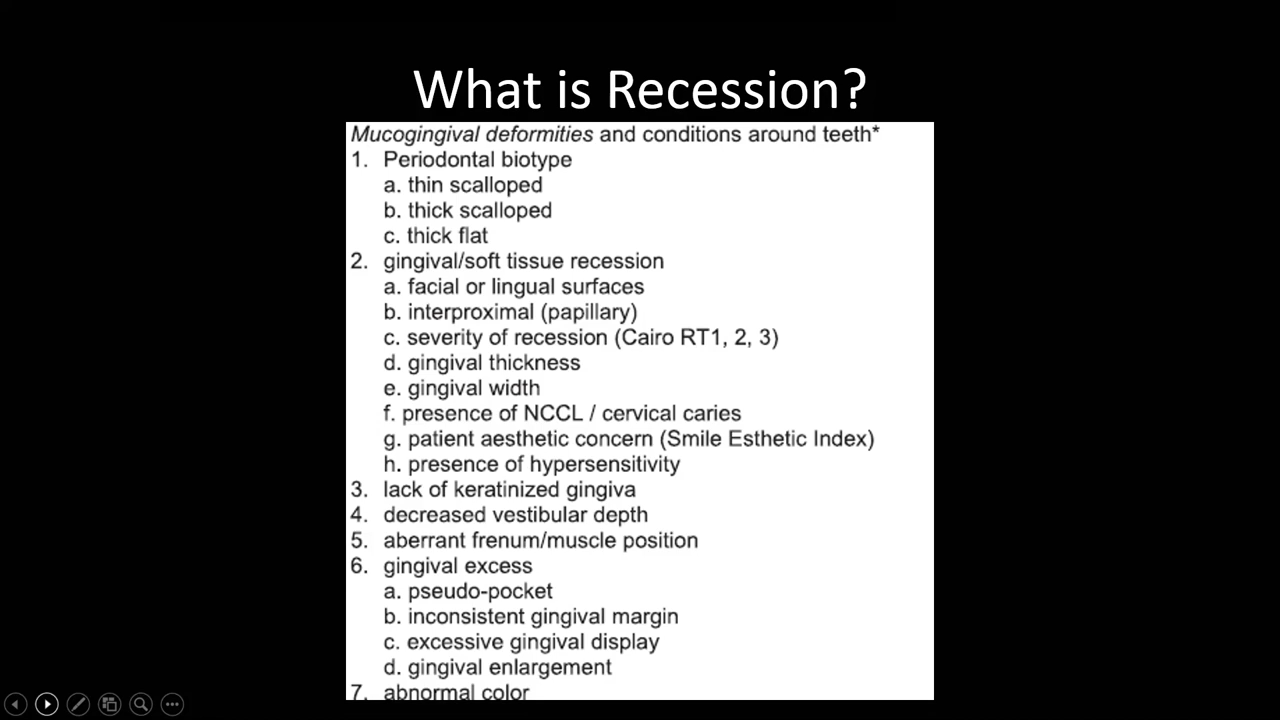 What is Recession?
Mucogingival deformities and conditions around teeth*
1. Periodontal biotype
a. thin scalloped
b. thick scalloped
c. thick flat
2. gingival/soft tissue recession
a. facial or lingual surfaces
b. interproximal (papillary)
c. severity of recession (Cairo RT1, 2, 3)
d. gingival thickness
e. gingival width
f. presence of NCCL / cervical caries
g. patient aesthetic concern (Smile Esthetic Index)
h. presence of hypersensitivity
3. lack of keratinized gingiva
4. decreased vestibular depth
5. aberrant frenum/muscle position
6. gingival excess
a. pseudo-pocket
b. inconsistent gingival margin
c. excessive gingival display
d. gingival enlargement
7. abnormal color